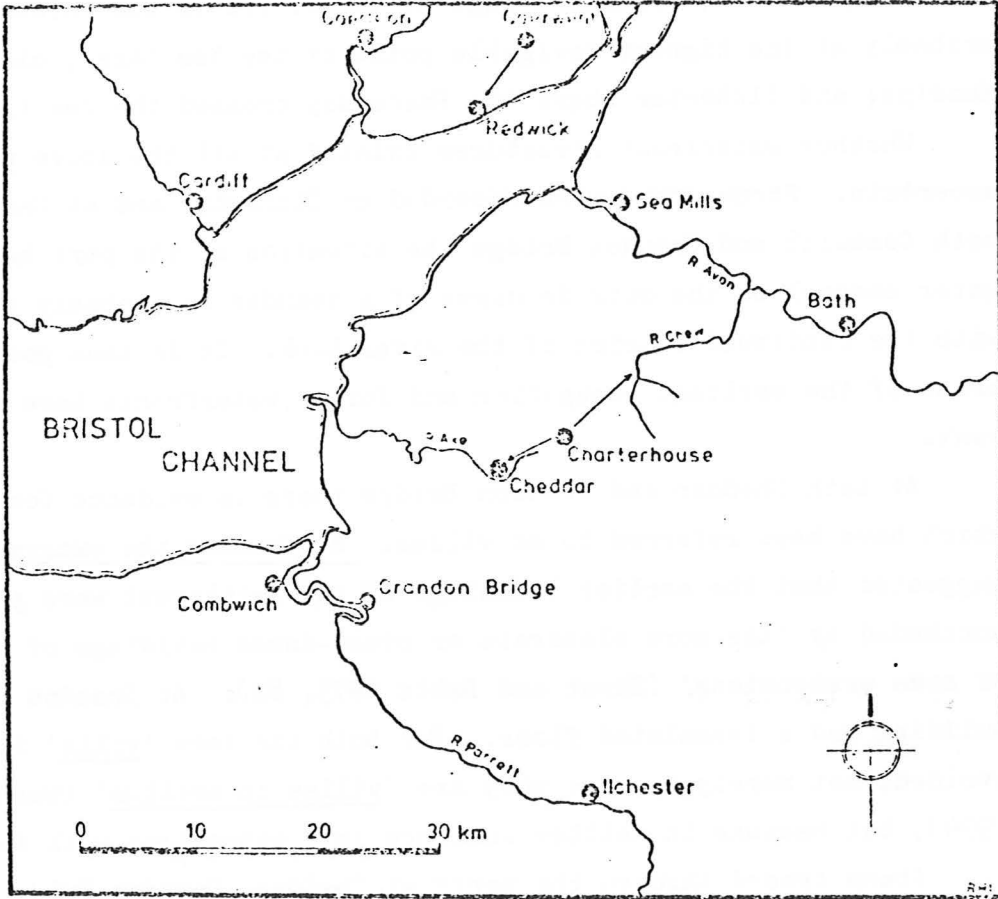 Redwick
Cardiff
Sea Mills
R Avon
Bath
R Chew
BRISTOL
CHANNEL
R Axe
Charterhouse
Cheddar
Combwich
Crandon Bridge
R Parrett
Ilchester
0 10 20 30 km